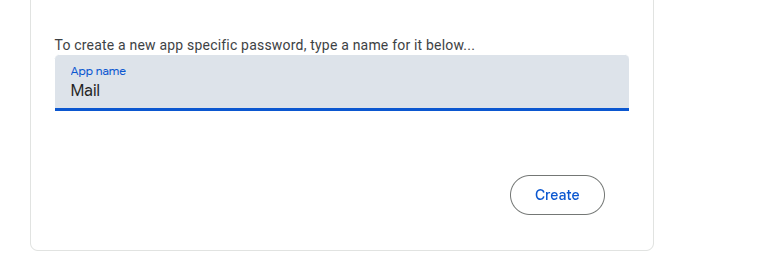 To create a new app specific password, type a name for it below...
App name
Mail
Create